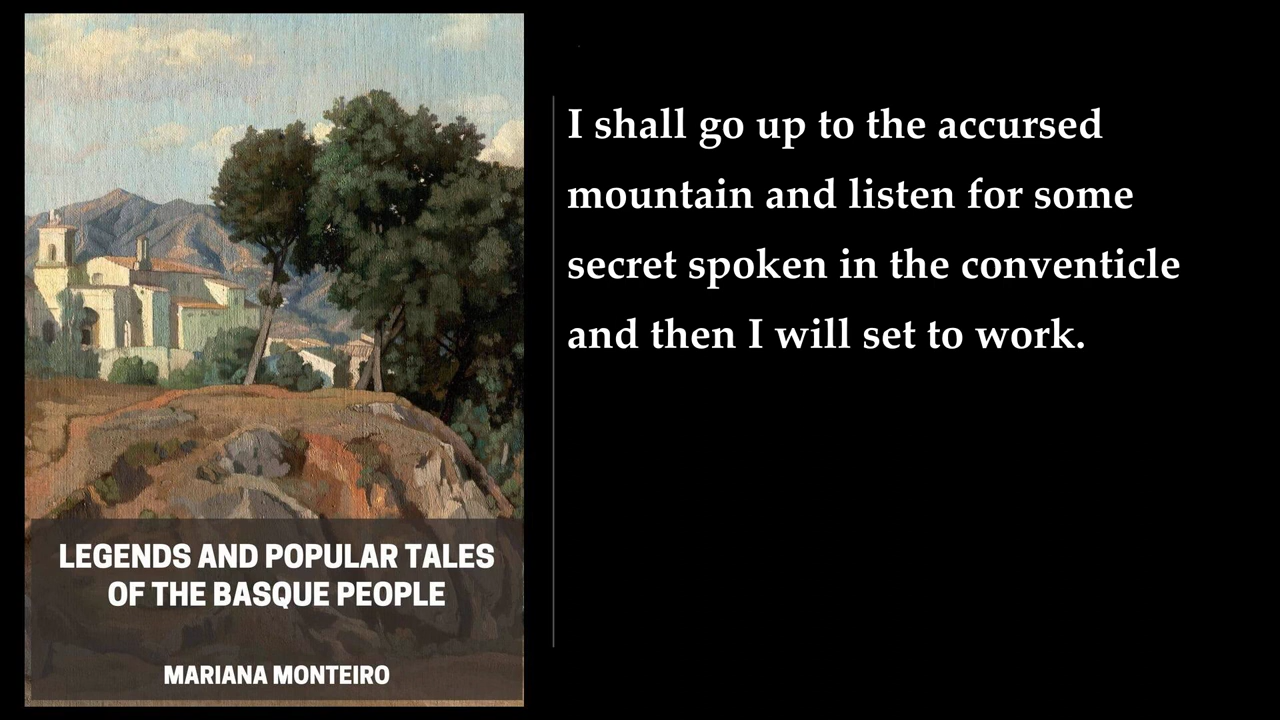 I shall go up to the accursed
mountain and listen for some
secret spoken in the conventicle
and then I will set to work.
LEGENDS AND POPULAR TALES
OF THE BASQUE PEOPLE
MARIANA MONTEIRO